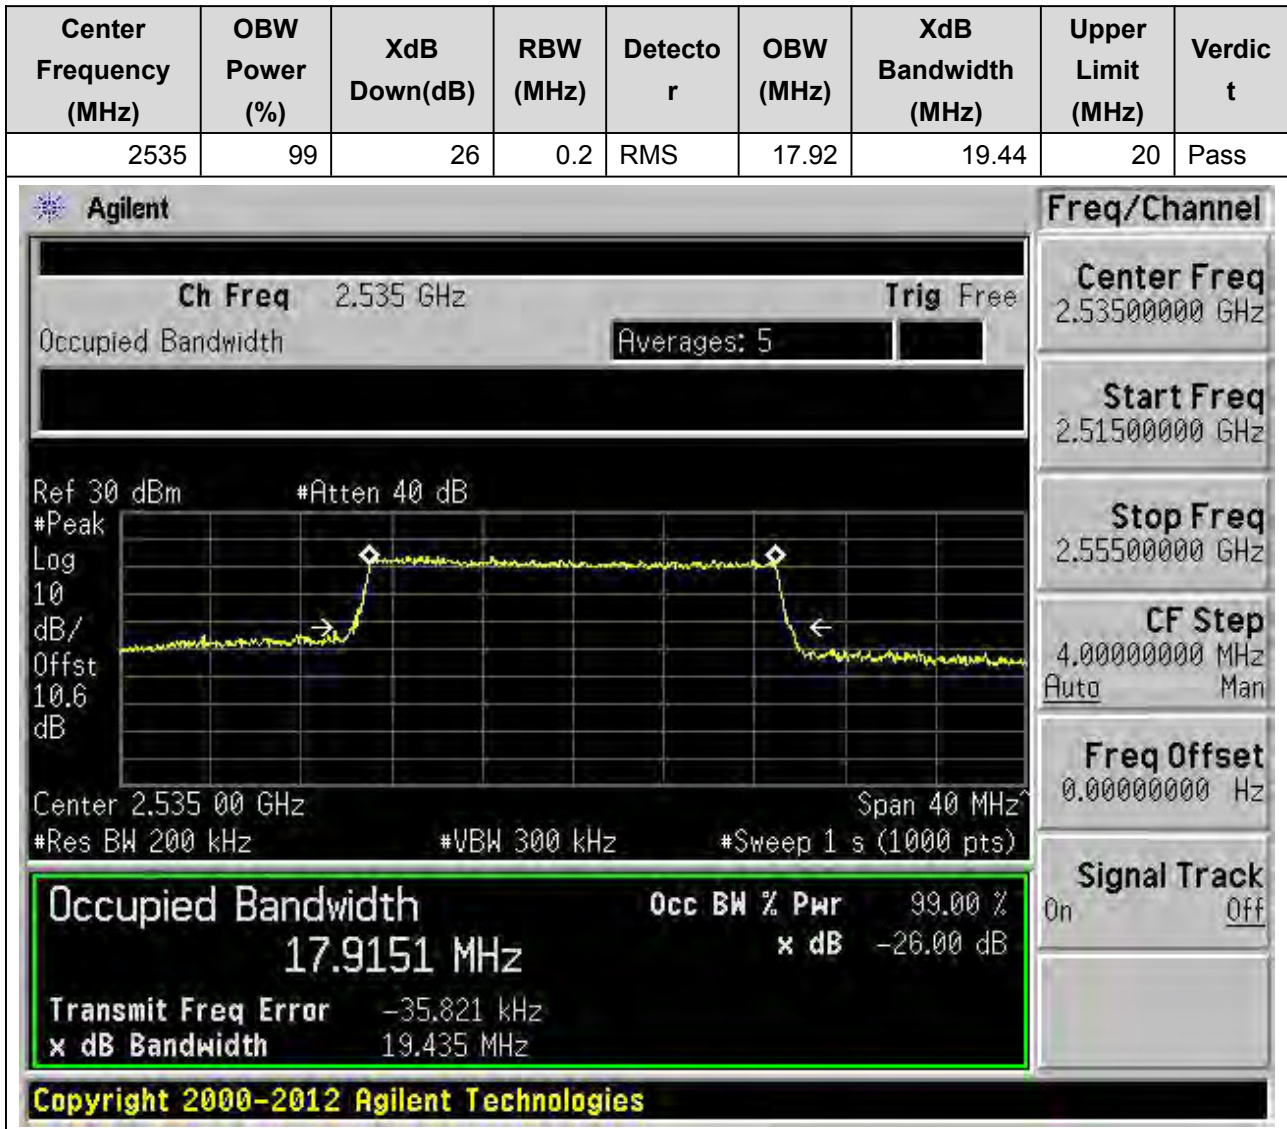 Center Frequency (MHz) OBW Power (%) XdB Down(dB) RBW (MHz) Detector OBW (MHz) XdB Bandwidth (MHz) Upper Limit (MHz) Verdict
2535 99 26 0.2 RMS 17.92 19.44 20 Pass
Agilent
Freq/Channel
Ch Freq 2.535 GHz Trig Free
Occupied Bandwidth Averages: 5
Center Freq
2.53500000 GHz
Start Freq
2.51500000 GHz
Stop Freq
2.55500000 GHz
CF Step
4.00000000 MHz
Auto Man
Freq Offset
0.00000000 Hz
Signal Track
On Off
Ref 30 dBm #Atten 40 dB
#Peak
Log
10
dB/
Offst
10.6
dB
Center 2.535 00 GHz Span 40 MHz^
#Res BW 200 kHz #VBW 300 kHz #Sweep 1 s (1000 pts)
Occupied Bandwidth Occ BW % Pwr 99.00 %
17.9151 MHz x dB -26.00 dB
Transmit Freq Error -35.821 kHz
x dB Bandwidth 19.435 MHz
Copyright 2000-2012 Agilent Technologies